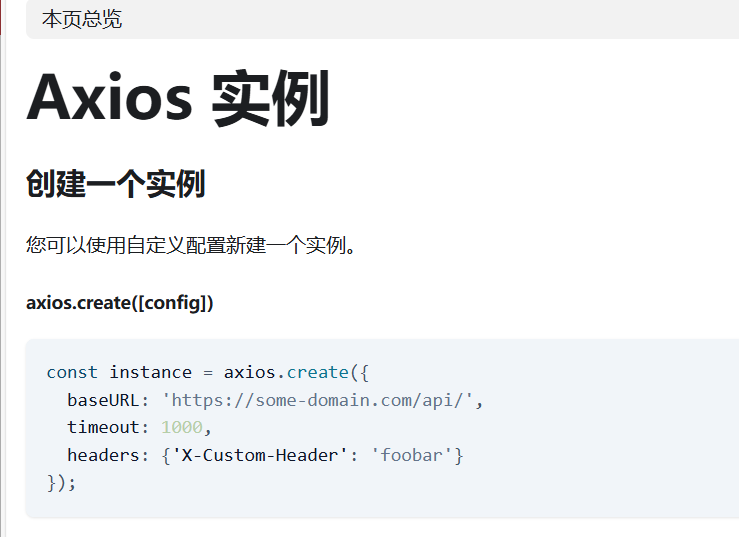 本页总览
Axios 实例
创建一个实例
您可以使用自定义配置新建一个实例。
axios.create([config])
const instance = axios.create({
  baseURL: 'https://some-domain.com/api/',
  timeout: 1000,
  headers: {'X-Custom-Header': 'foobar'}
});